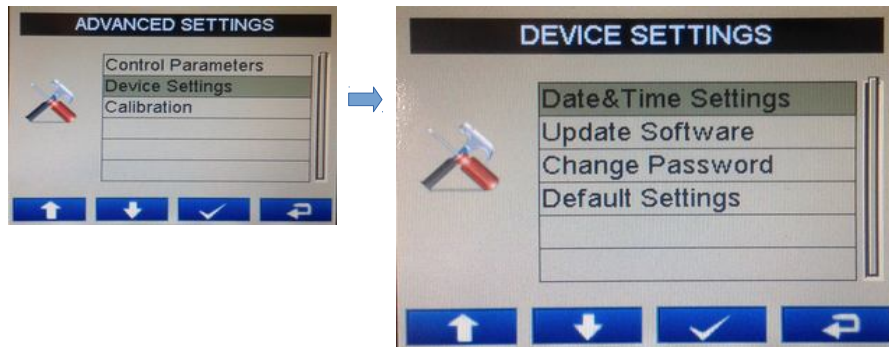 ADVANCED SETTINGS
Control Parameters
Device Settings
Calibration
DEVICE SETTINGS
Date&Time Settings
Update Software
Change Password
Default Settings